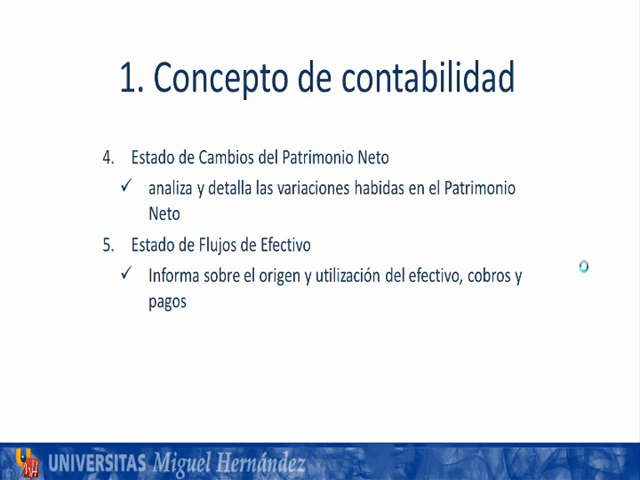 1. Concepto de contabilidad
4. Estado de Cambios del Patrimonio Neto
✓ analiza y detalla las variaciones habidas en el Patrimonio
Neto
5. Estado de Flujos de Efectivo
✓ Informa sobre el origen y utilización del efectivo, cobros y
pagos
UNIVERSITAS Miguel Hernández